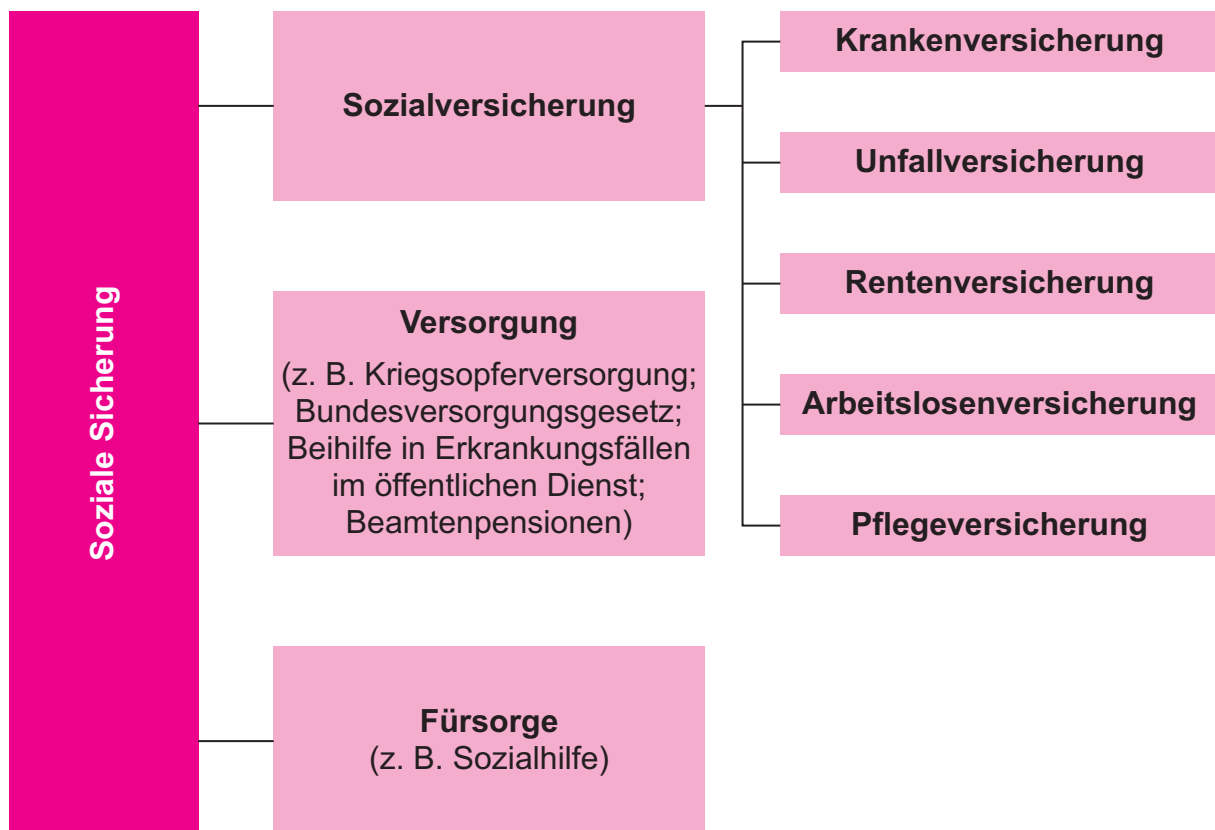 Soziale Sicherung
Sozialversicherung
Krankenversicherung
Unfallversicherung
Rentenversicherung
Arbeitslosenversicherung
Pflegeversicherung
Versorgung
(z. B. Kriegsopferversorgung;
Bundesversorgungsgesetz;
Beihilfe in Erkrankungsfällen
im öffentlichen Dienst;
Beamtenpensionen)
Fürsorge
(z. B. Sozialhilfe)